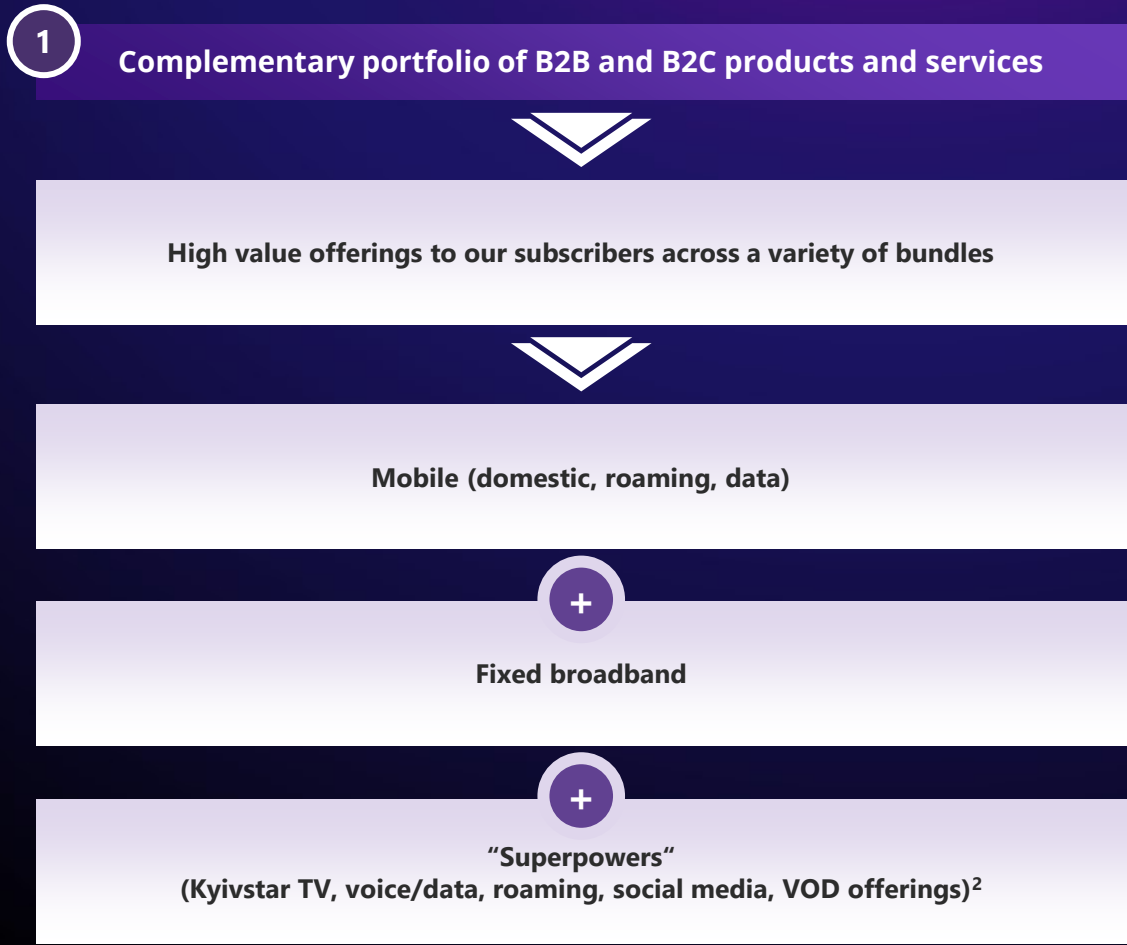 1
Complementary portfolio of B2B and B2C products and services
High value offerings to our subscribers across a variety of bundles
Mobile (domestic, roaming, data)
+
Fixed broadband
+
“Superpowers“
(Kyivstar TV, voice/data, roaming, social media, VOD offerings)²